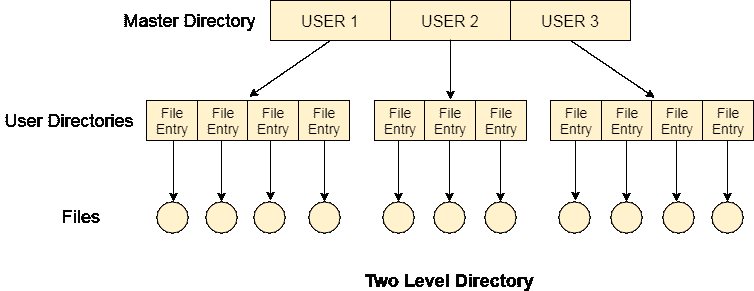 Master Directory USER 1 USER 2 USER 3
User Directories
File Entry File Entry File Entry File Entry
File Entry File Entry File Entry
File Entry File Entry File Entry File Entry
Files
Two Level Directory